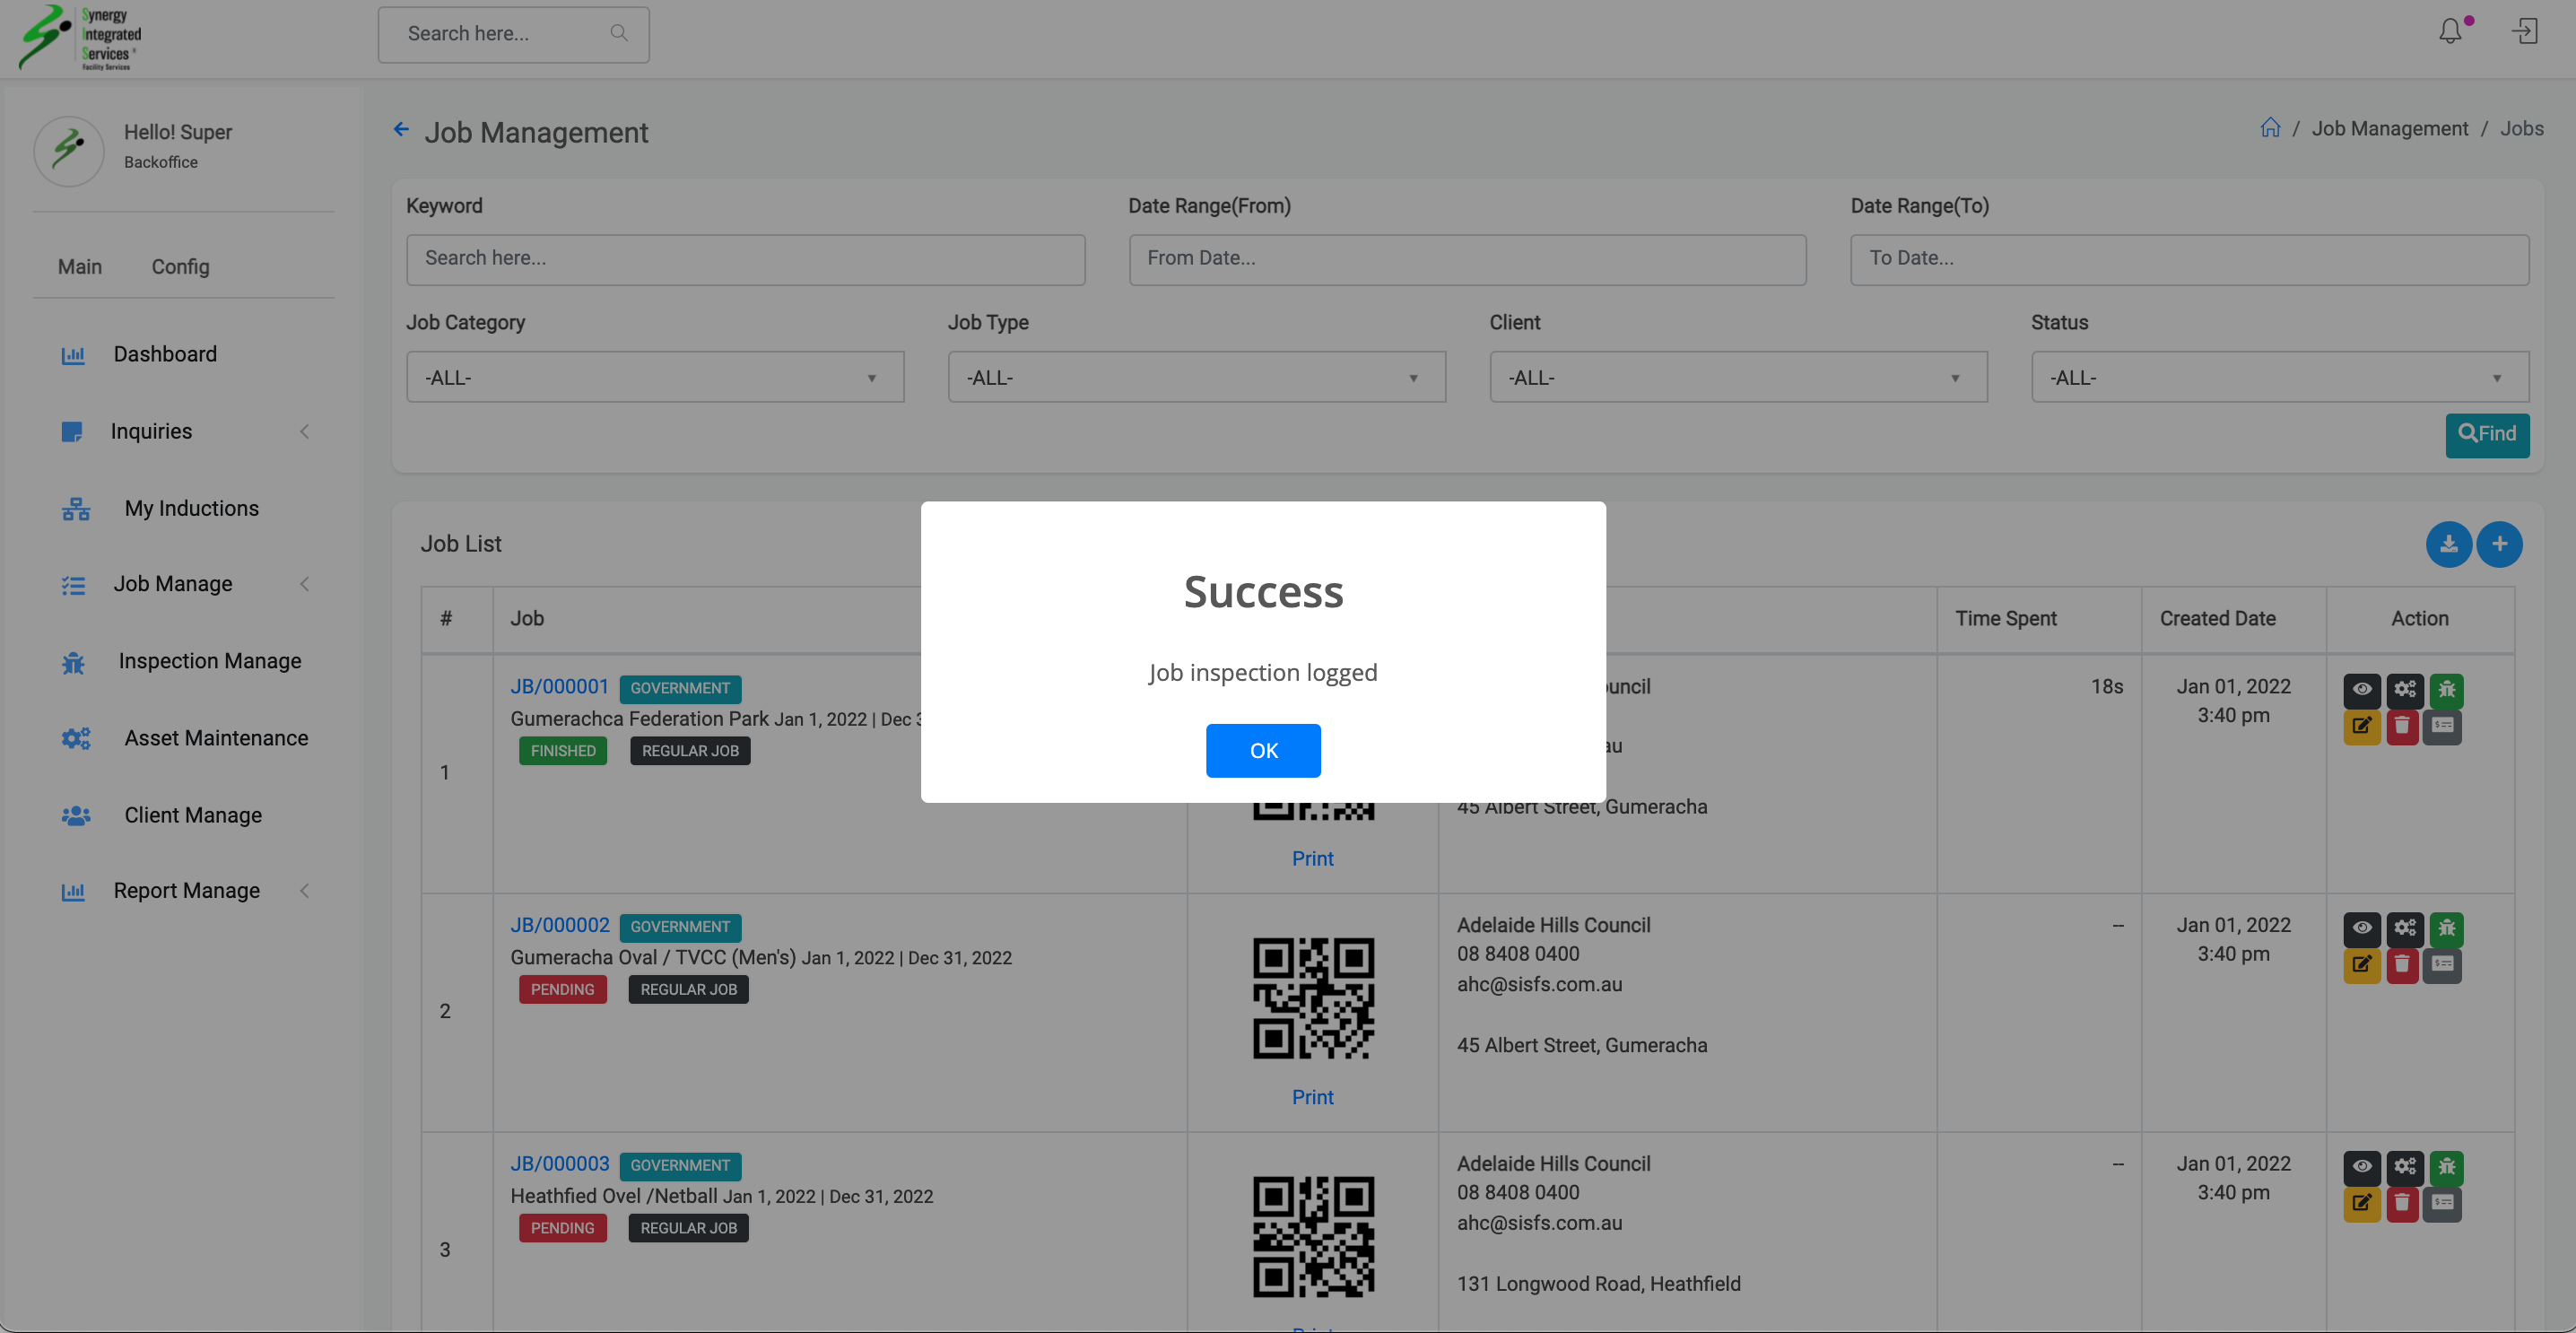 Synergy
Integrated
Services
Facility Services
Search here...
Hello! Super
Backoffice
Main Config
Dashboard
Inquiries
My Inductions
Job Manage
Inspection Manage
Asset Maintenance
Client Manage
Report Manage
Job Management
/ Job Management / Jobs
Keyword
Date Range(From)
Date Range(To)
Search here...
From Date...
To Date...
Job Category
Job Type
Client
Status
-ALL-
-ALL-
-ALL-
-ALL-
Find
Success
Job inspection logged
OK
Job List
# Job Time Spent Created Date Action
1
JB/000001 GOVERNMENT
Gumerachca Federation Park Jan 1, 2022 | Dec
FINISHED REGULAR JOB
Print
45 Albert Street, Gumeracha
18s
Jan 01, 2022
3:40 pm
2
JB/000002 GOVERNMENT
Gumeracha Oval / TVCC (Men's) Jan 1, 2022 | Dec 31, 2022
PENDING REGULAR JOB
Print
Adelaide Hills Council
08 8408 0400
ahc@sisfs.com.au
45 Albert Street, Gumeracha
--
Jan 01, 2022
3:40 pm
3
JB/000003 GOVERNMENT
Heathfied Ovel /Netball Jan 1, 2022 | Dec 31, 2022
PENDING REGULAR JOB
Adelaide Hills Council
08 8408 0400
ahc@sisfs.com.au
131 Longwood Road, Heathfield
--
Jan 01, 2022
3:40 pm